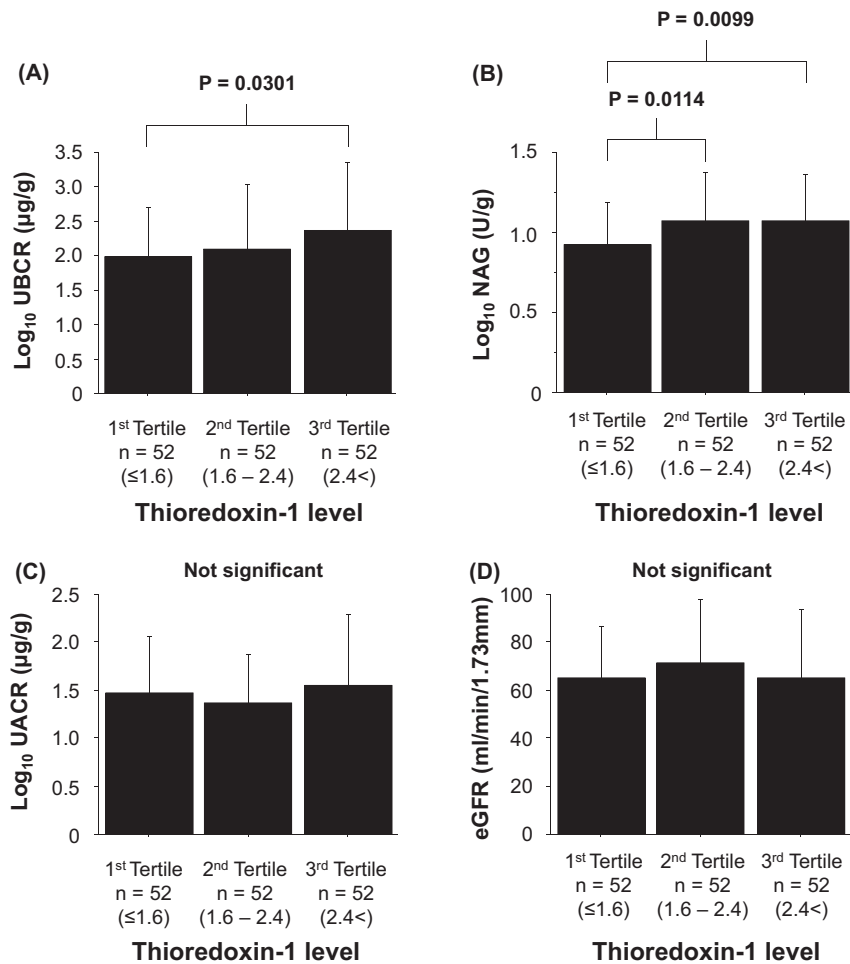 (A)
P = 0.0301
3.5
3.0
2.5
2.0
1.5
1.0
0.5
0
Log₁₀ UBCR (µg/g)
1ˢᵗ Tertile 2ⁿᵈ Tertile 3ʳᵈ Tertile
n = 52 n = 52 n = 52
(≤1.6) (1.6 – 2.4) (2.4<)
Thioredoxin-1 level
(B)
P = 0.0099
P = 0.0114
1.5
1.0
0.5
0
Log₁₀ NAG (U/g)
1ˢᵗ Tertile 2ⁿᵈ Tertile 3ʳᵈ Tertile
n = 52 n = 52 n = 52
(≤1.6) (1.6 – 2.4) (2.4<)
Thioredoxin-1 level
(C)
Not significant
2.5
2.0
1.5
1.0
0.5
0
Log₁₀ UACR (µg/g)
1ˢᵗ Tertile 2ⁿᵈ Tertile 3ʳᵈ Tertile
n = 52 n = 52 n = 52
(≤1.6) (1.6 – 2.4) (2.4<)
Thioredoxin-1 level
(D)
Not significant
100
80
60
40
20
0
eGFR (ml/min/1.73mm)
1ˢᵗ Tertile 2ⁿᵈ Tertile 3ʳᵈ Tertile
n = 52 n = 52 n = 52
(≤1.6) (1.6 – 2.4) (2.4<)
Thioredoxin-1 level